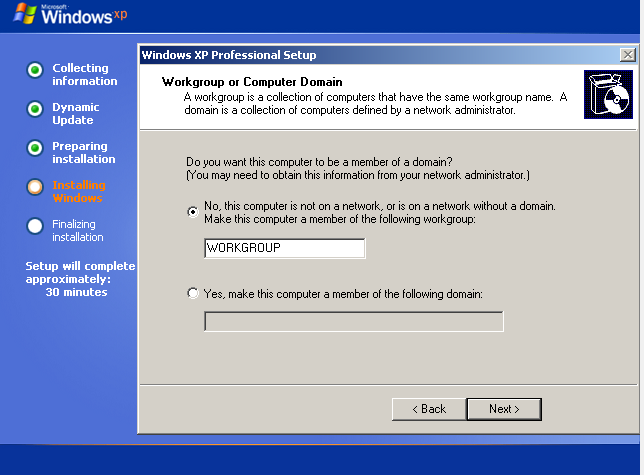 Microsoft
Windows xp
Windows XP Professional Setup
Collecting
information
Dynamic
Update
Preparing
installation
Installing
Windows
Finalizing
installation
Setup will complete
approximately:
30 minutes
Workgroup or Computer Domain
A workgroup is a collection of computers that have the same workgroup name. A
domain is a collection of computers defined by a network administrator.
Do you want this computer to be a member of a domain?
(You may need to obtain this information from your network administrator.)
No, this computer is not on a network, or is on a network without a domain.
Make this computer a member of the following workgroup:
WORKGROUP
Yes, make this computer a member of the following domain:
< Back
Next >